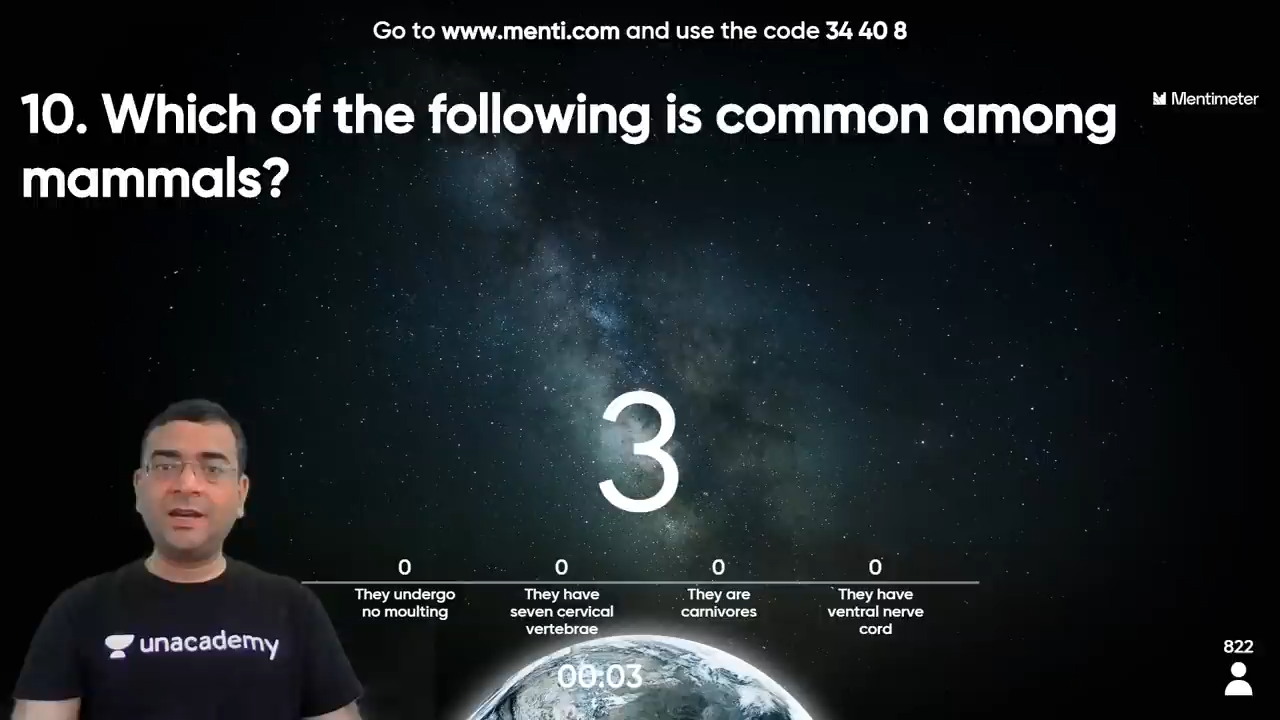 Go to www.menti.com and use the code 34 40 8
10. Which of the following is common among
mammals?
Mentimeter
3
0
They undergo
no moulting
0
They have
seven cervical
vertebrae
0
They are
carnivores
0
They have
ventral nerve
cord
unacademy
00:03
822